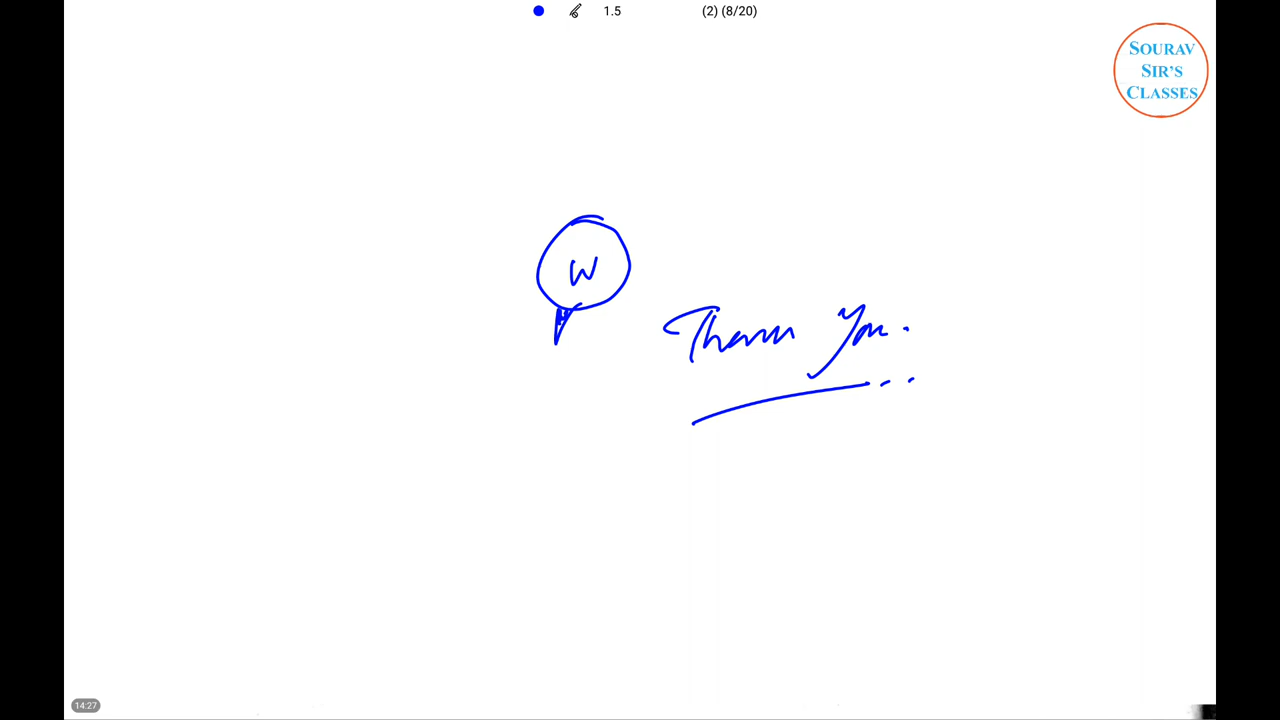 1.5 (2) (8/20)
SOURAV
SIR'S
CLASSES
W
Thank You.
14:27